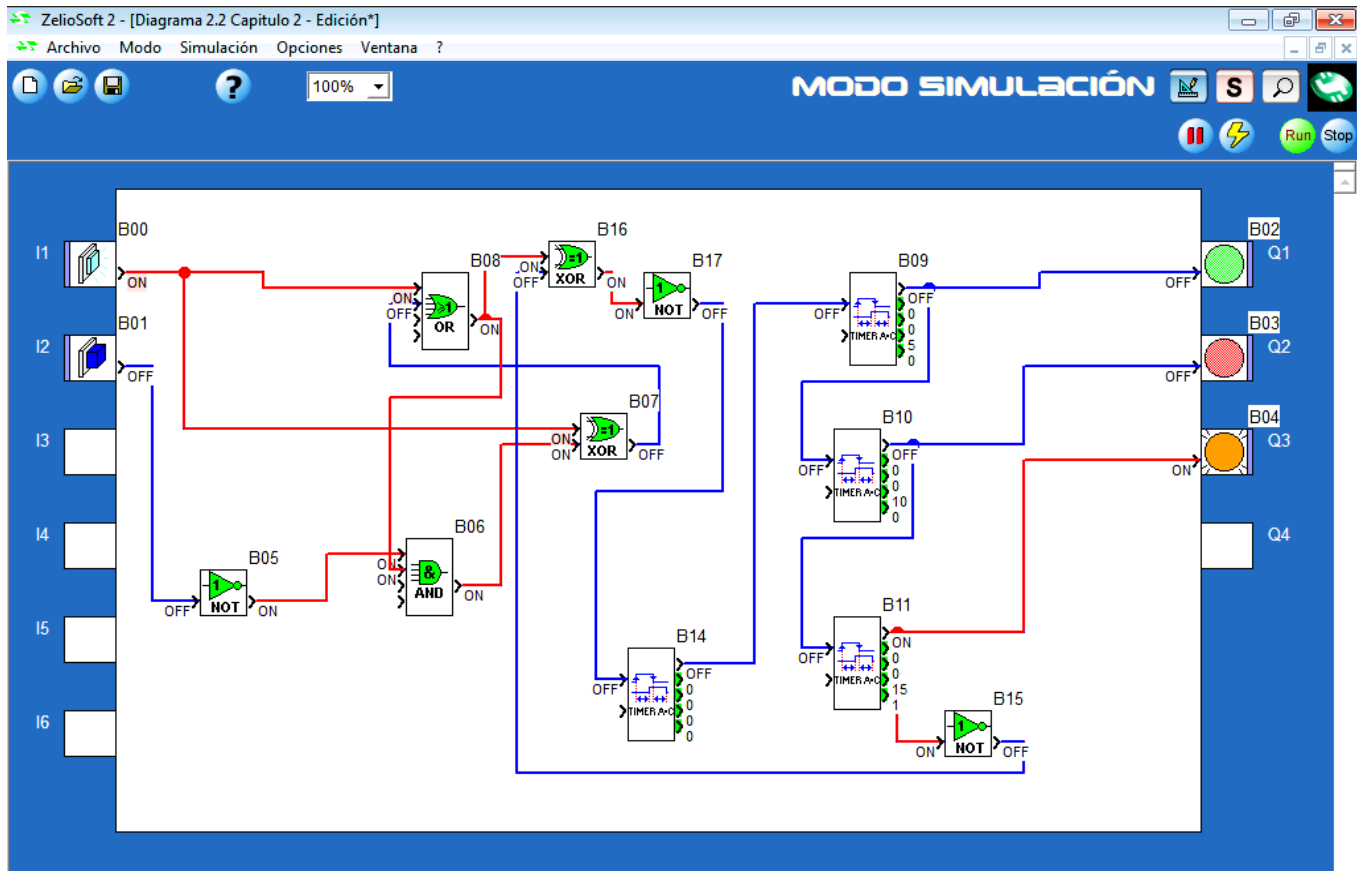 ZelioSoft 2 - [Diagrama 2.2 Capitulo 2 - Edición*]
Archivo Modo Simulación Opciones Ventana ?
? 100% MODO SIMULACIÓN S
Run Stop
B00 B16 B02
I1 Q1
B08 B17 B09
ON XOR
OFF ON
ON OFF OFF
NOT
ON OFF
ON
OFF
≥1
OR
ON
OFF
TIMER A•C
0
0
5
0
B01 B03
I2 Q2
OFF OFF
B07 B10 B04
I3 Q3
=1
ON
ON XOR OFF
OFF
OFF
TIMER A•C
0
0
10
0
ON
I4 Q4
B06
B05
ON
ON
&
AND
ON
1
OFF NOT ON
B11
I5
B14
OFF
ON
TIMER A•C
0
0
15
1
OFF
OFF
TIMER A•C
0
0
0
0
B15
I6
1
ON NOT OFF